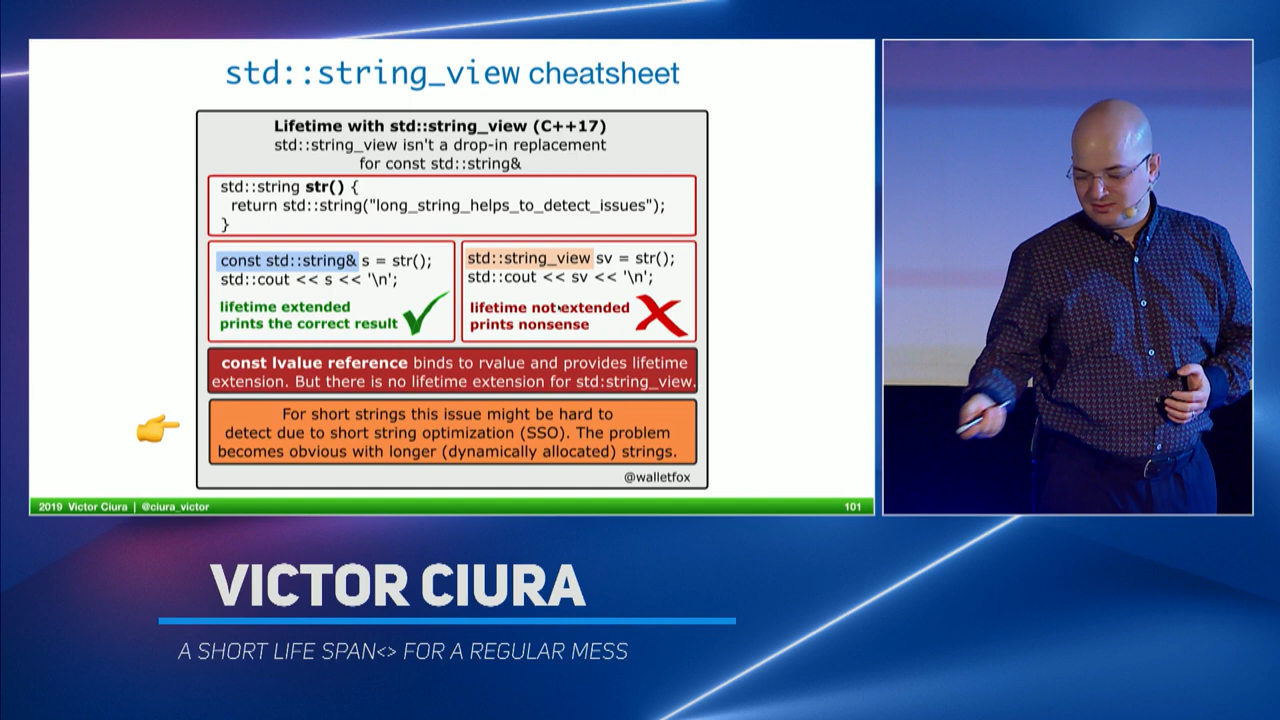 std::string_view cheatsheet
Lifetime with std::string_view (C++17)
std::string_view isn't a drop-in replacement
for const std::string&
std::string str() {
return std::string("long_string_helps_to_detect_issues");
}
const std::string& s = str();
std::cout << s << '\n';
lifetime extended
prints the correct result
std::string_view sv = str();
std::cout << sv << '\n';
lifetime not extended
prints nonsense
const lvalue reference binds to rvalue and provides lifetime
extension. But there is no lifetime extension for std:string_view.
For short strings this issue might be hard to
detect due to short string optimization (SSO). The problem
becomes obvious with longer (dynamically allocated) strings.
@walletfox
2019 Victor Ciura | @ciura_victor
101
VICTOR CIURA
A SHORT LIFE SPAN<> FOR A REGULAR MESS